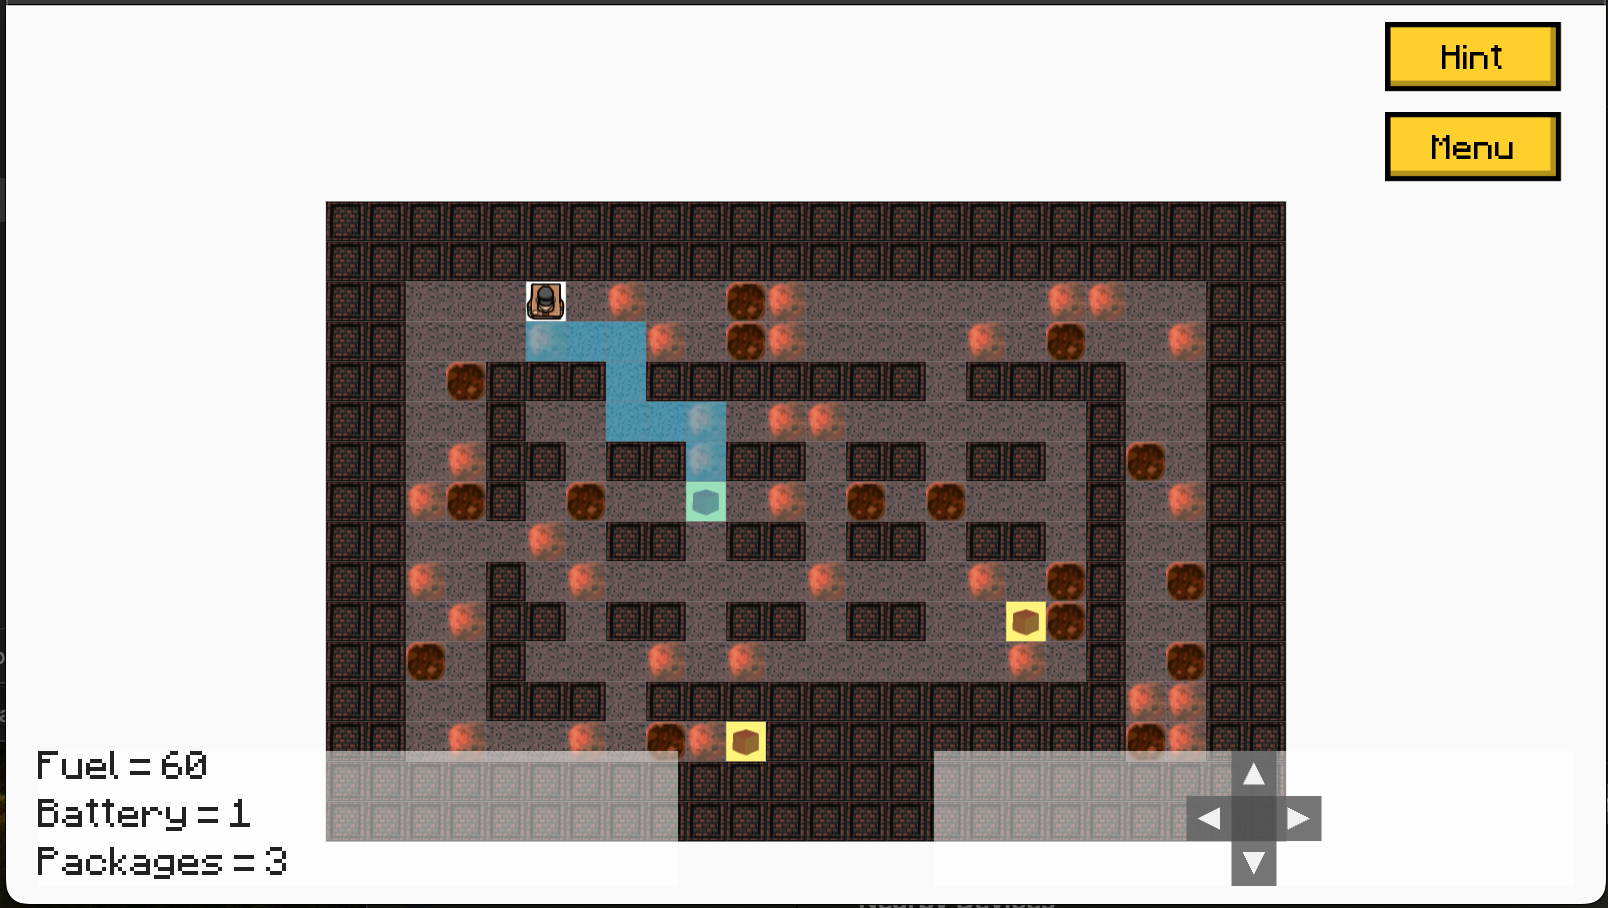 Hint
Menu
Fuel = 60
Battery = 1
Packages = 3